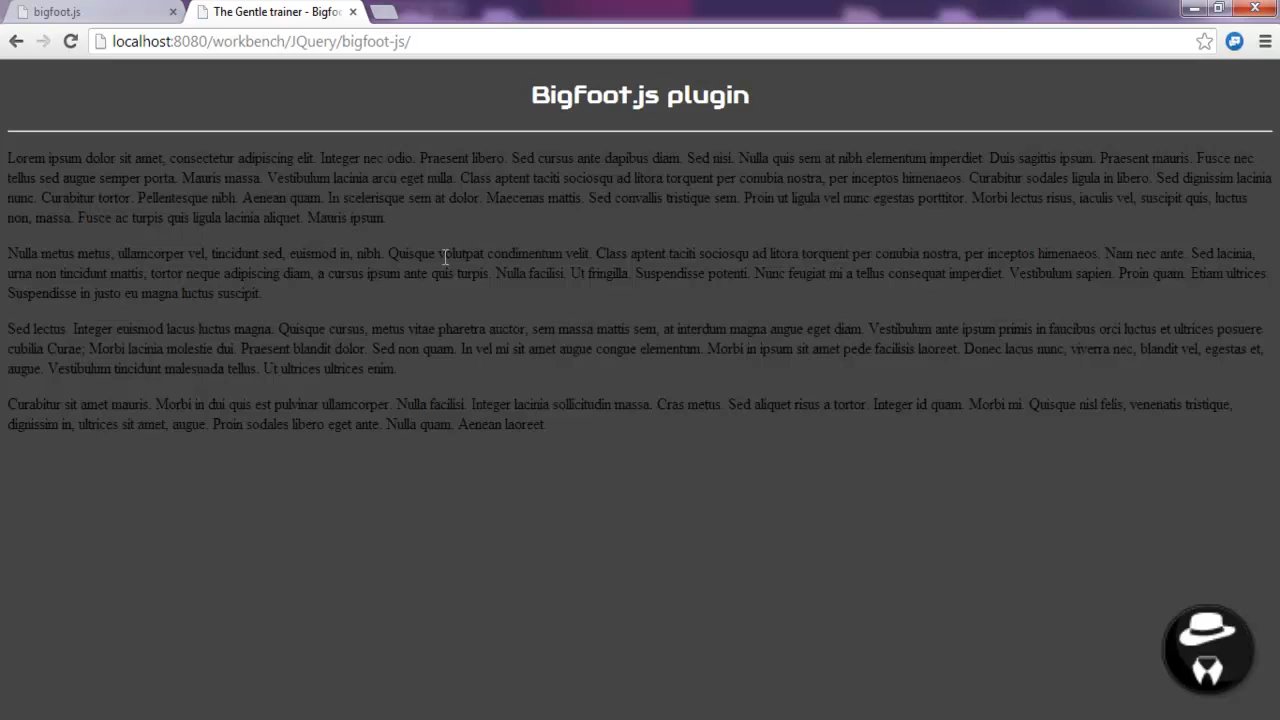 bigfoot.js
The Gentle trainer - Bigfo
localhost:8080/workbench/JQuery/bigfoot-js/
Bigfoot.js plugin
Lorem ipsum dolor sit amet, consectetur adipiscing elit. Integer nec odio. Praesent libero. Sed cursus ante dapibus diam. Sed nisi. Nulla quis sem at nibh elementum imperdiet. Duis sagittis ipsum. Praesent mauris. Fusce nec
tellus sed augue semper porta. Mauris massa. Vestibulum lacinia arcu eget nulla. Class aptent taciti sociosqu ad litora torquent per conubia nostra, per inceptos himenaeos. Curabitur sodales ligula in libero. Sed dignissim lacinia
nunc. Curabitur tortor. Pellentesque nibh. Aenean quam. In scelerisque sem at dolor. Maecenas mattis. Sed convallis tristique sem. Proin ut ligula vel nunc egestas porttitor. Morbi lectus risus, iaculis vel, suscipit quis, luctus
non, massa. Fusce ac turpis quis ligula lacinia aliquet. Mauris ipsum.
Nulla metus metus, ullamcorper vel, tincidunt sed, euismod in, nibh. Quisque volutpat condimentum velit. Class aptent taciti sociosqu ad litora torquent per conubia nostra, per inceptos himenaeos. Nam nec ante. Sed lacinia,
urna non tincidunt mattis, tortor neque adipiscing diam, a cursus ipsum ante quis turpis. Nulla facilisi. Ut fringilla. Suspendisse potenti. Nunc feugiat mi a tellus consequat imperdiet. Vestibulum sapien. Proin quam. Etiam ultrices.
Suspendisse in justo eu magna luctus suscipit.
Sed lectus. Integer euismod lacus luctus magna. Quisque cursus, metus vitae pharetra auctor, sem massa mattis sem, at interdum magna augue eget diam. Vestibulum ante ipsum primis in faucibus orci luctus et ultrices posuere
cubilia Curae; Morbi lacinia molestie dui. Praesent blandit dolor. Sed non quam. In vel mi sit amet augue congue elementum. Morbi in ipsum sit amet pede facilisis laoreet. Donec lacus nunc, viverra nec, blandit vel, egestas et,
augue. Vestibulum tincidunt malesuada tellus. Ut ultrices ultrices enim.
Curabitur sit amet mauris. Morbi in dui quis est pulvinar ullamcorper. Nulla facilisi. Integer lacinia sollicitudin massa. Cras metus. Sed aliquet risus a tortor. Integer id quam. Morbi mi. Quisque nisl felis, venenatis tristique,
dignissim in, ultrices sit amet, augue. Proin sodales libero eget ante. Nulla quam. Aenean laoreet.